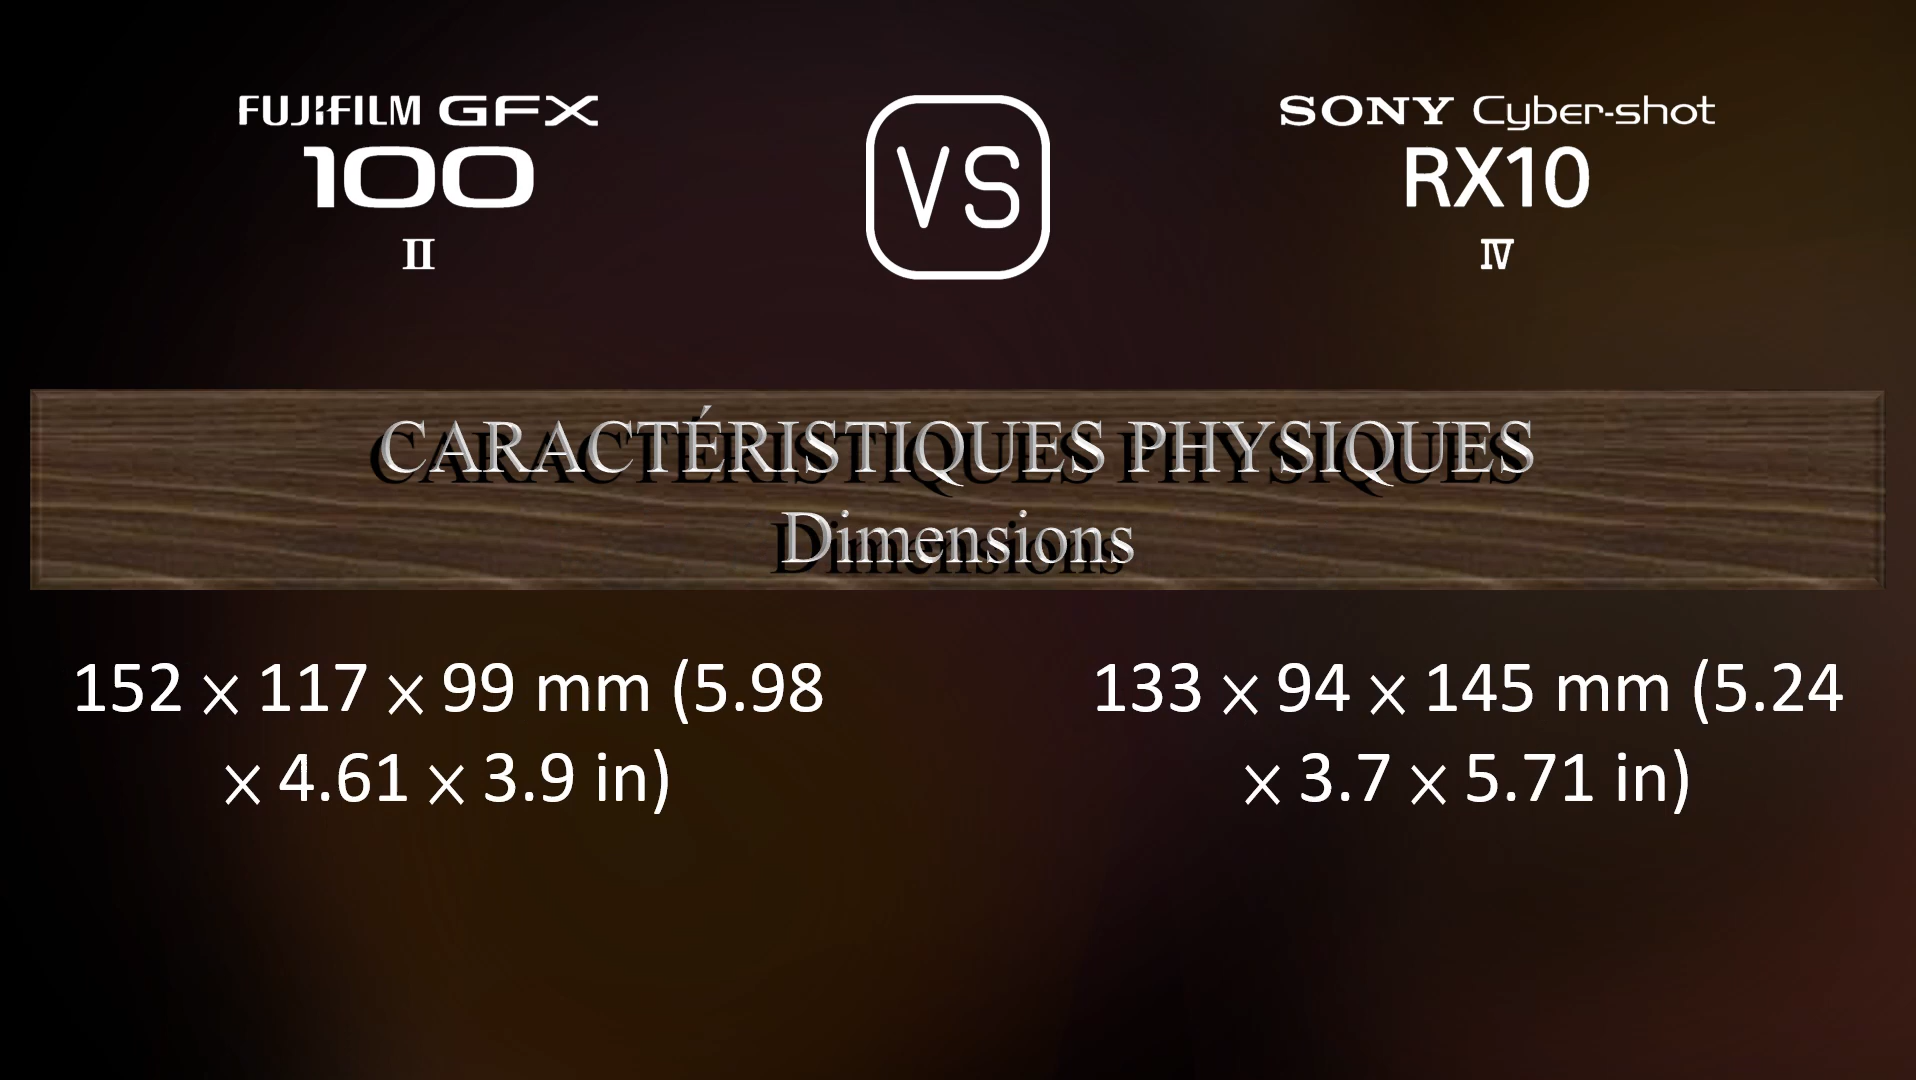 FUJIFILM GFX
100
II
VS
SONY Cyber-shot
RX10
IV
CARACTÉRISTIQUES PHYSIQUES
Dimensions
152 x 117 x 99 mm (5.98
x 4.61 x 3.9 in)
133 x 94 x 145 mm (5.24
x 3.7 x 5.71 in)